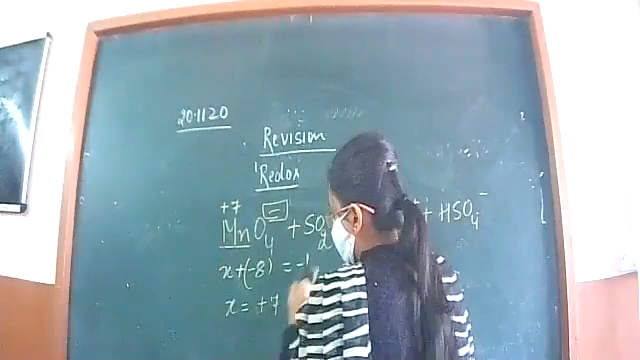 20.11.20
Revision
'Redox
+7
MnO₄⁻ + SO₂ + HSO₄⁻
x+(-8) = -1
x = +7